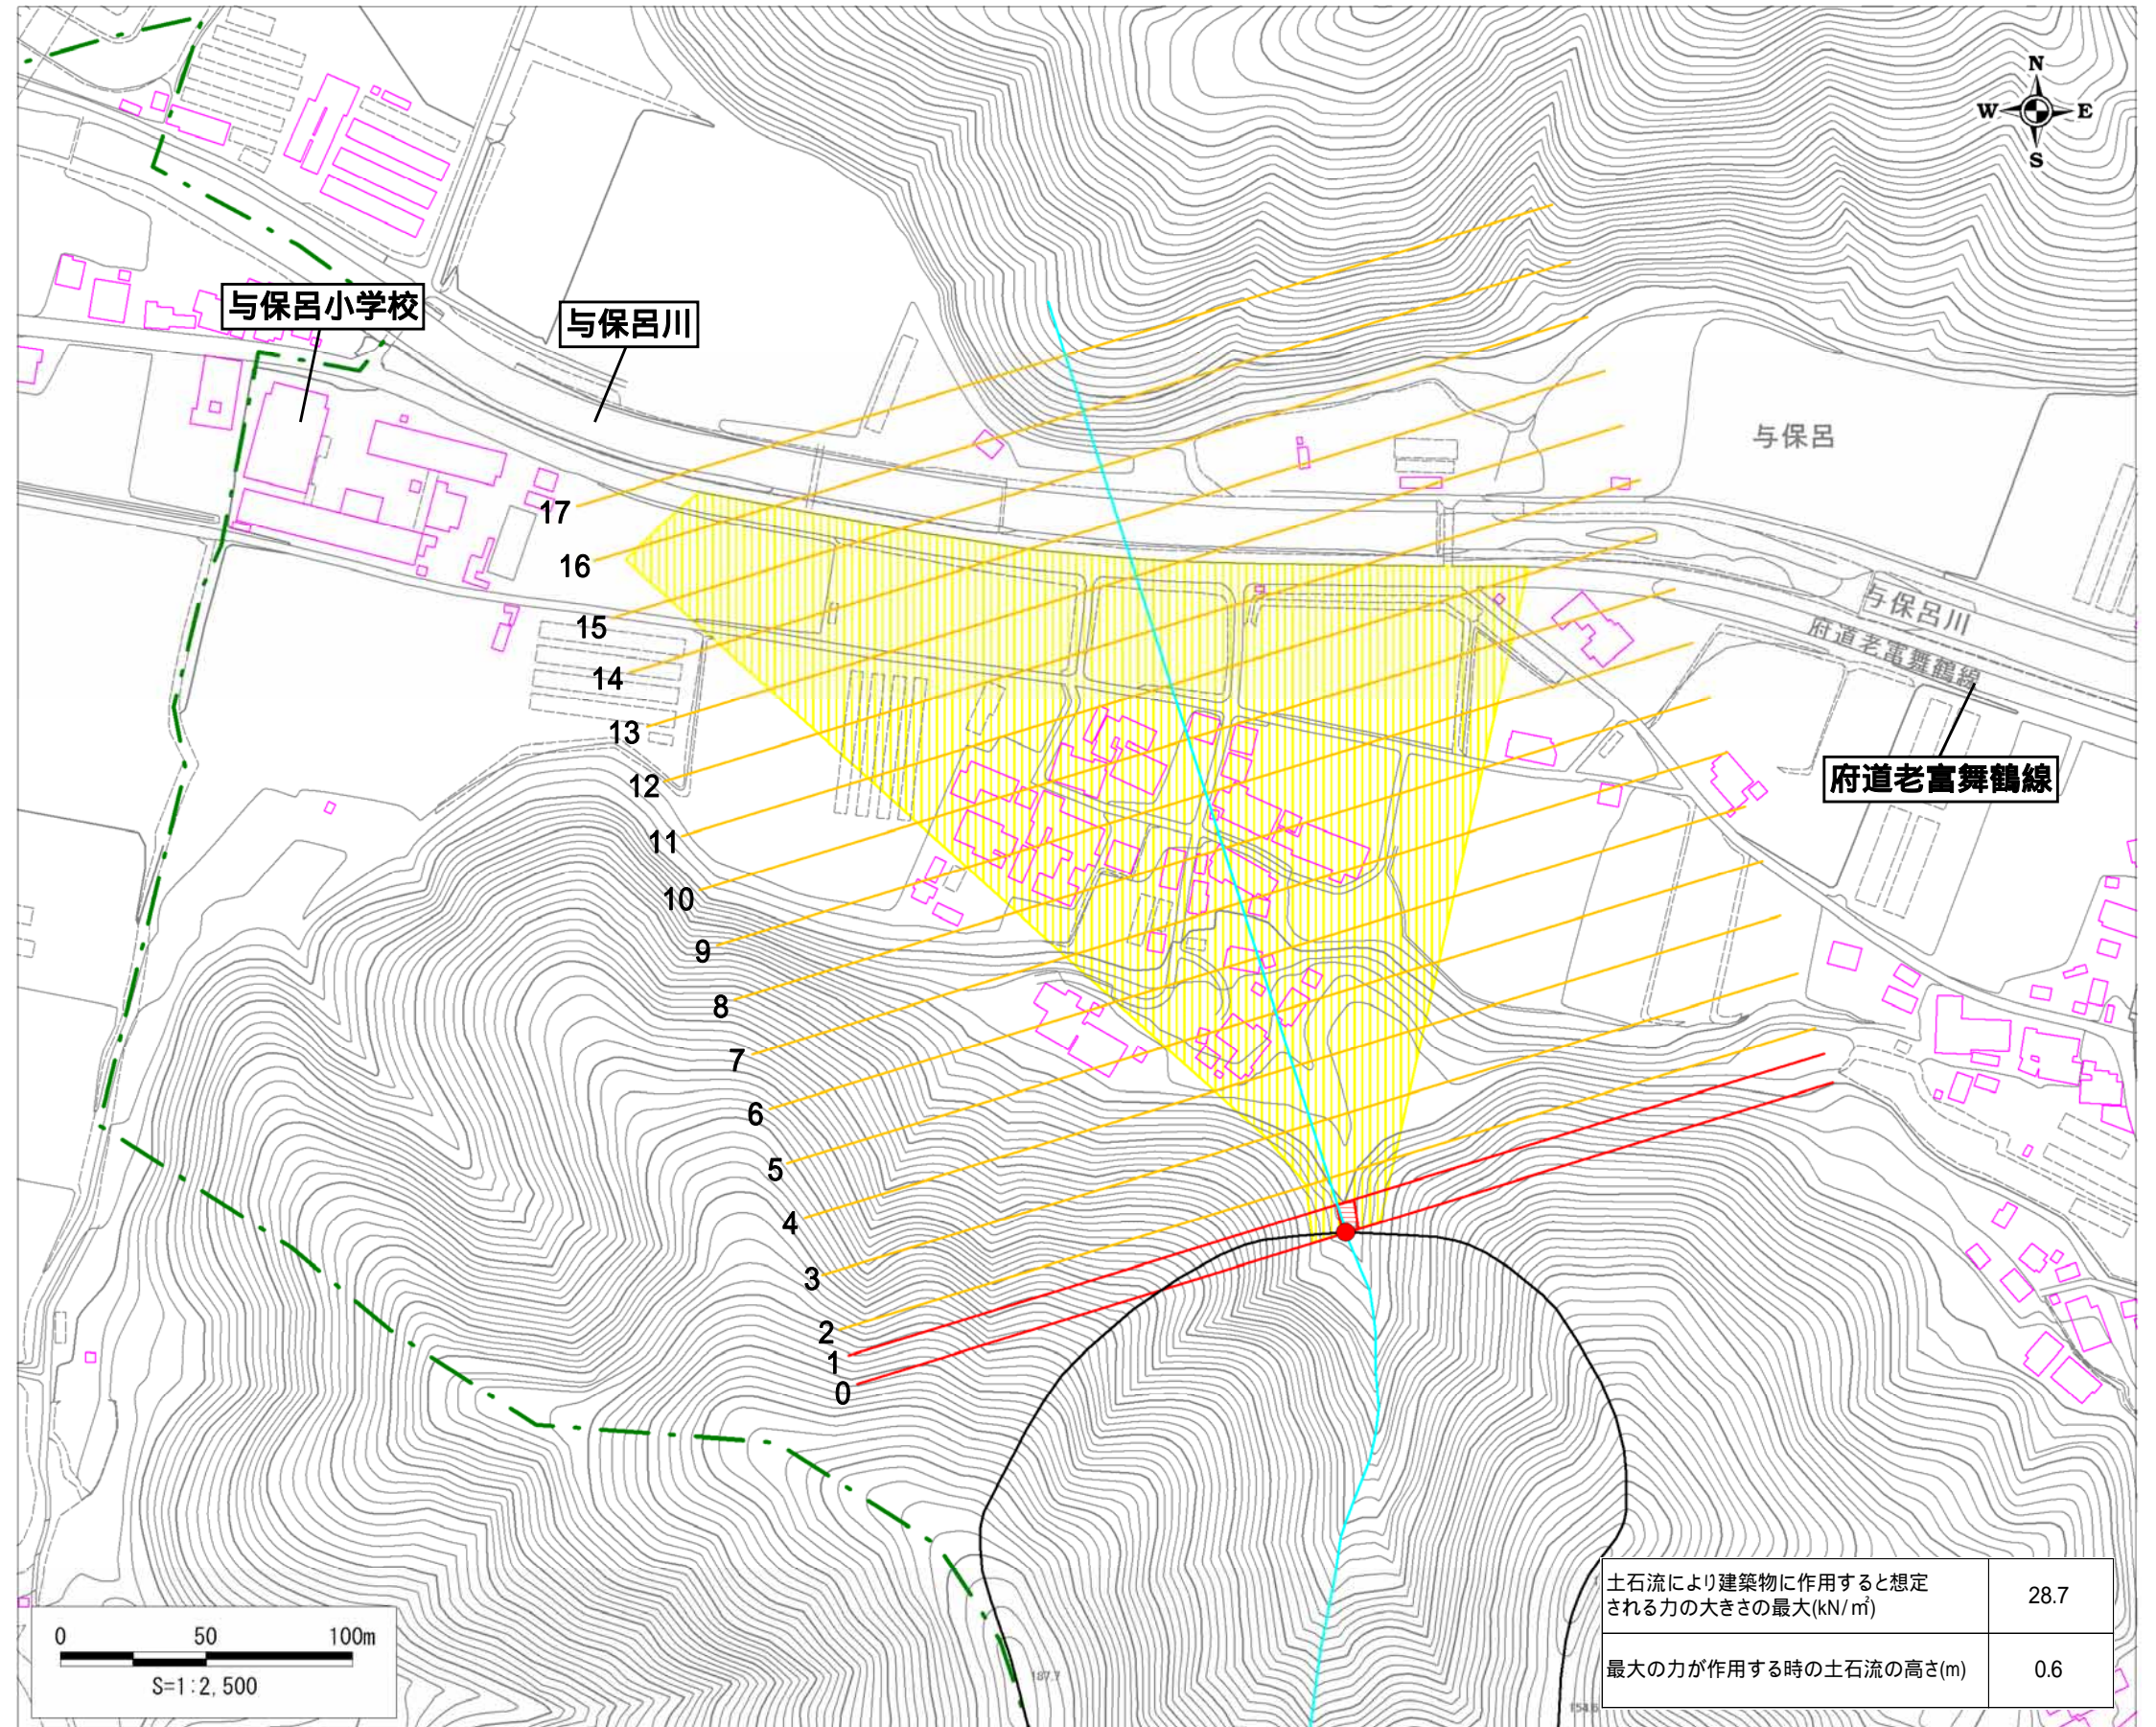 N
W E
S
与保呂小学校
与保呂川
与保呂
17
16
15
14
13
12
11
10
9
8
7
6
5
4
3
2
1
0
与保呂川
府道老富舞鶴線
府道老富舞鶴線
187.7
154.6
0 50 100m
S=1:2,500
土石流により建築物に作用すると想定
される力の大きさの最大(kN/㎡) 28.7
最大の力が作用する時の土石流の高さ(m) 0.6